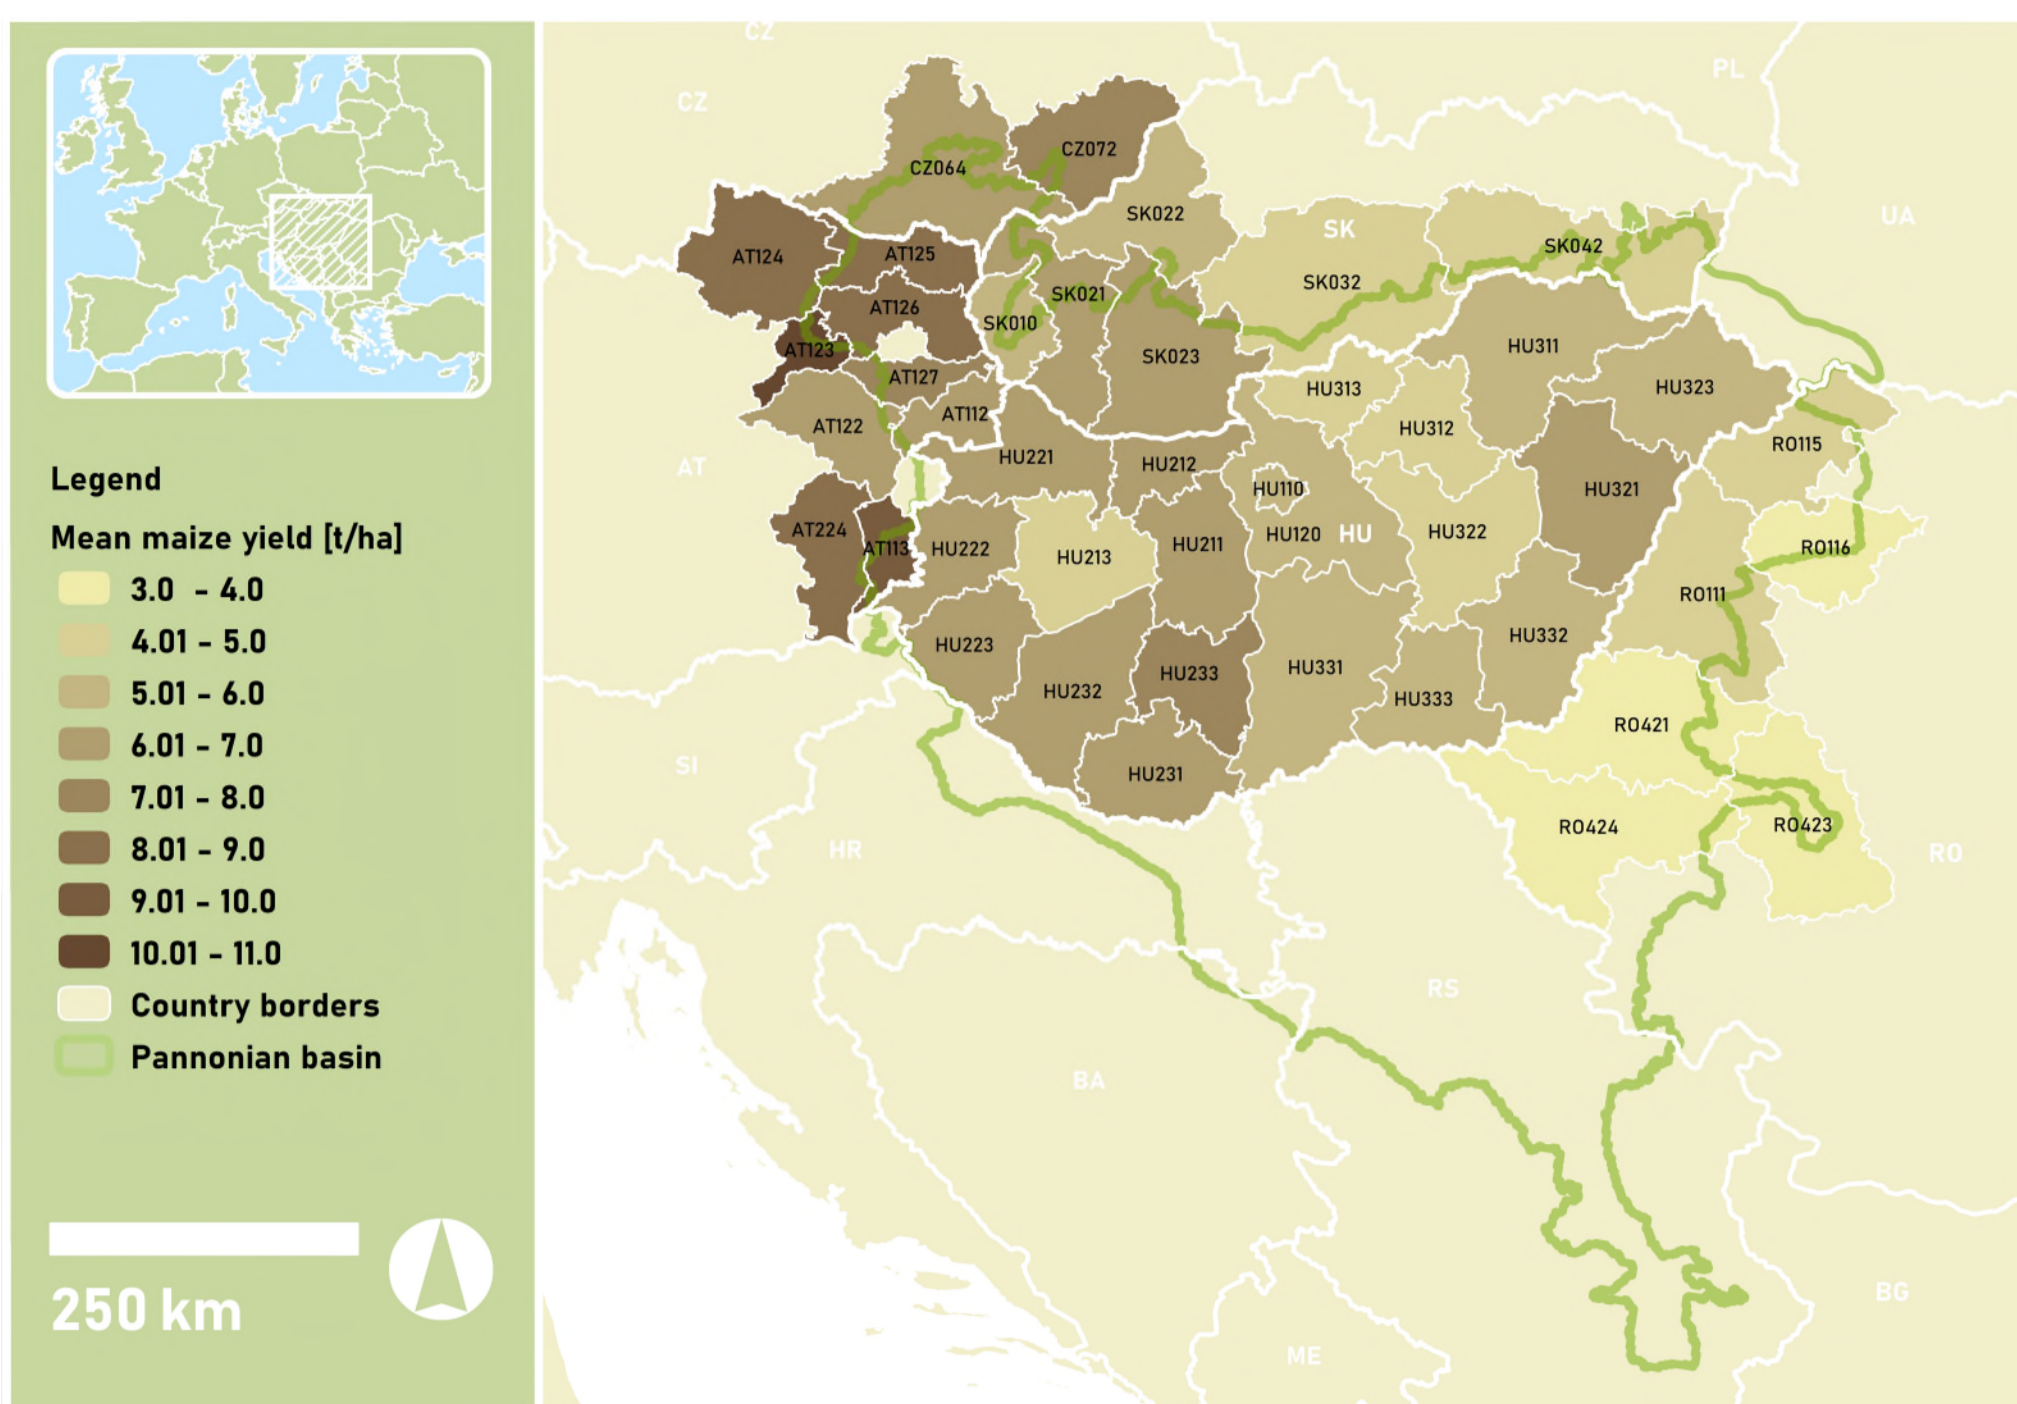 Legend
Mean maize yield [t/ha]
3.0 - 4.0
4.01 - 5.0
5.01 - 6.0
6.01 - 7.0
7.01 - 8.0
8.01 - 9.0
9.01 - 10.0
10.01 - 11.0
Country borders
Pannonian basin
250 km
CZ
PL
CZ
CZ072
CZ064
SK022
UA
SK
AT124
AT125
SK042
SK032
SK021
AT126
SK010
AT123
SK023
HU311
AT127
HU313
HU323
AT112
AT122
HU312
RO115
AT
HU221
HU212
HU110
HU321
AT224
HU120
HU
HU322
AT113
HU222
HU213
HU211
RO116
RO111
HU223
HU332
HU233
HU331
HU232
HU333
RO421
SI
HU231
RO424
RO423
HR
RO
RS
BA
BG
ME